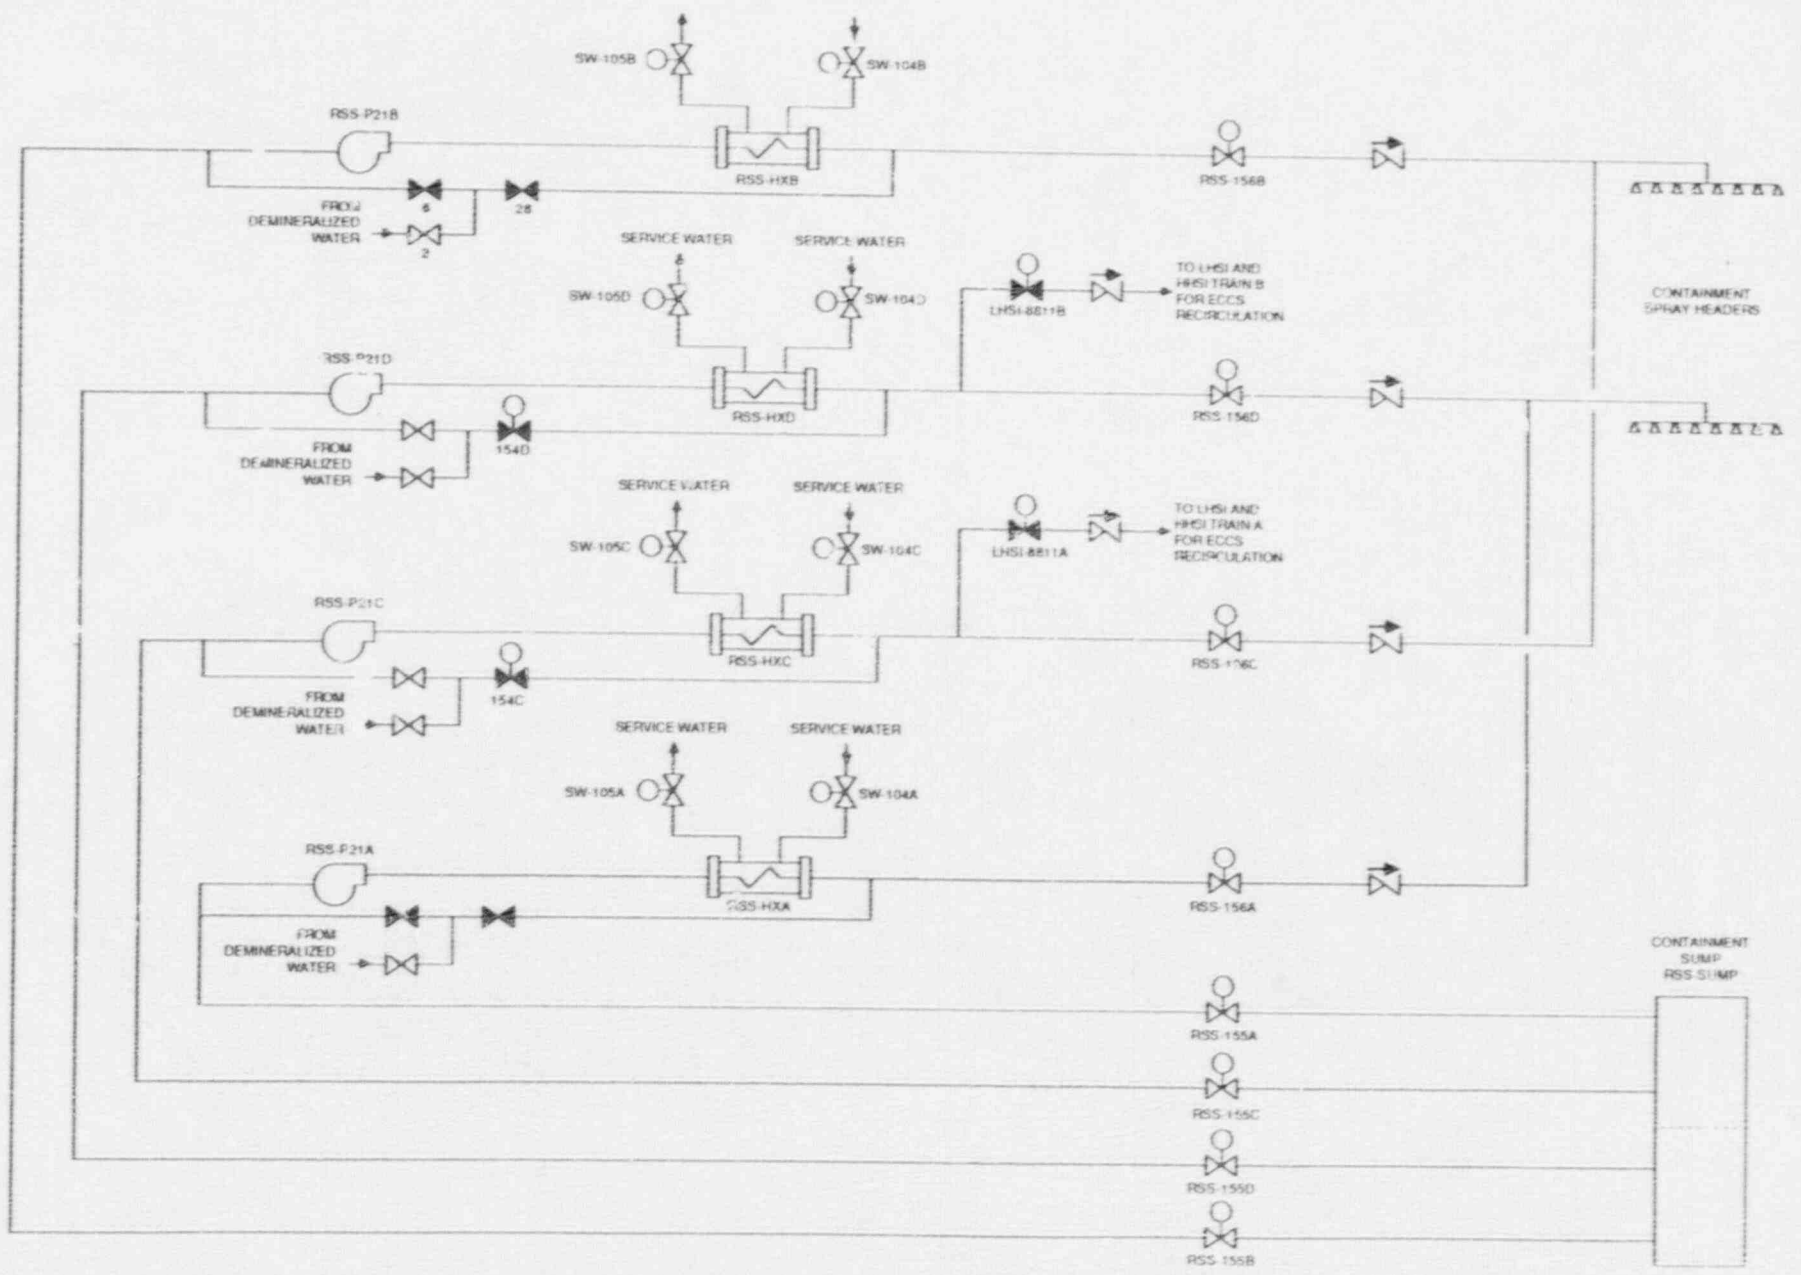 SW-105B
SW-104B
RSS-P21B
RSS-HXB
RSS-156B
6
28
FROM
DEMINERALIZED
WATER
2
SERVICE WATER
SERVICE WATER
SW-105D
SW-104D
LHSI-8811B
TO LHSI AND
HHSI TRAIN B
FOR ECCS
RECIRCULATION
CONTAINMENT
SPRAY HEADERS
RSS-P21D
RSS-HXD
RSS-156D
154D
FROM
DEMINERALIZED
WATER
SERVICE WATER
SERVICE WATER
SW-105C
SW-104C
LHSI-8811A
TO LHSI AND
HHSI TRAIN A
FOR ECCS
RECIRCULATION
RSS-P21C
RSS-HXC
RSS-156C
154C
FROM
DEMINERALIZED
WATER
SERVICE WATER
SERVICE WATER
SW-105A
SW-104A
RSS-P21A
RSS-HXA
RSS-156A
FROM
DEMINERALIZED
WATER
CONTAINMENT
SUMP
RSS-SUMP
RSS-155A
RSS-155C
RSS-155D
RSS-155B